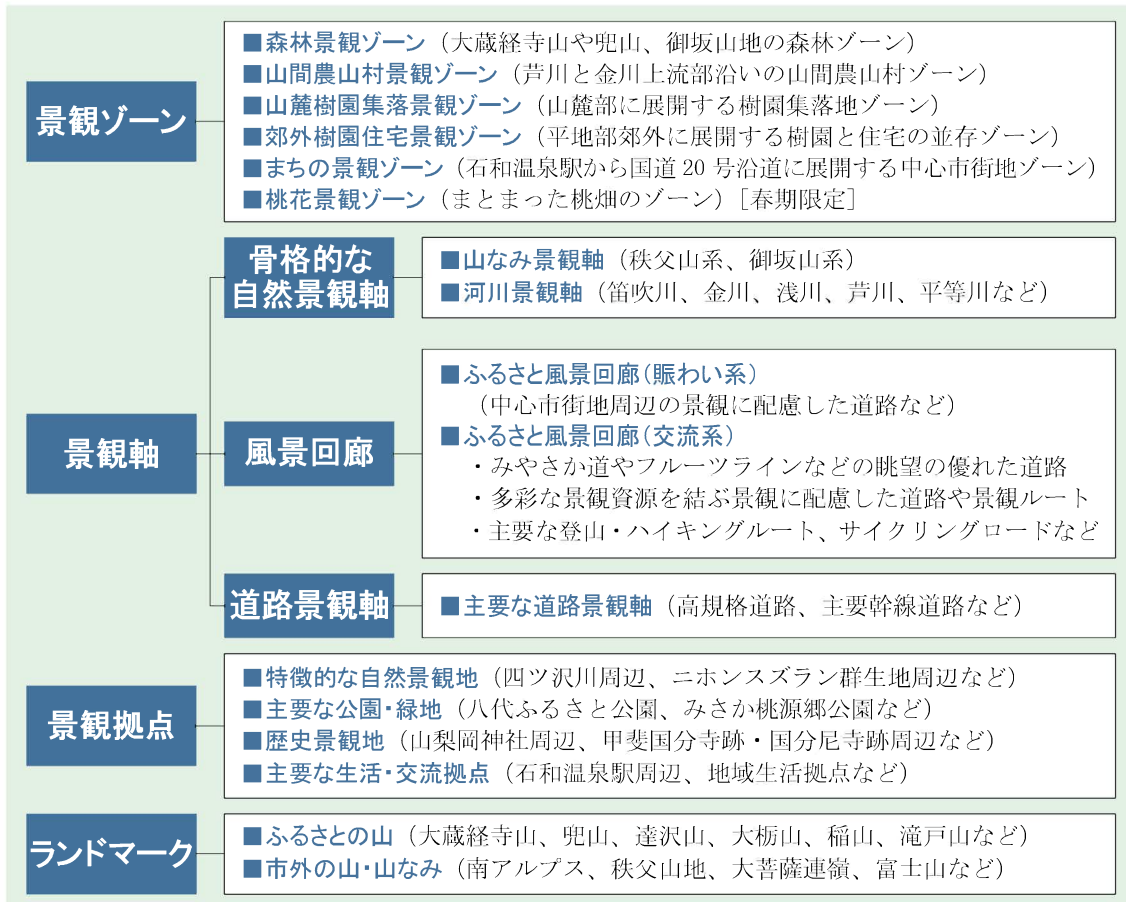 景観ゾーン
■森林景観ゾーン（大蔵経寺山や兜山、御坂山地の森林ゾーン）
■山間農山村景観ゾーン（芦川と金川上流部沿いの山間農山村ゾーン）
■山麓樹園集落景観ゾーン（山麓部に展開する樹園集落地ゾーン）
■郊外樹園住宅景観ゾーン（平地部郊外に展開する樹園と住宅の並存ゾーン）
■まちの景観ゾーン（石和温泉駅から国道20号沿道に展開する中心市街地ゾーン）
■桃花景観ゾーン（まとまった桃畑のゾーン）［春期限定］
景観軸
骨格的な
自然景観軸
■山なみ景観軸（秩父山系、御坂山系）
■河川景観軸（笛吹川、金川、浅川、芦川、平等川など）
風景回廊
■ふるさと風景回廊（賑わい系）
（中心市街地周辺の景観に配慮した道路など）
■ふるさと風景回廊（交流系）
・みやさか道やフルーツラインなどの眺望の優れた道路
・多彩な景観資源を結ぶ景観に配慮した道路や景観ルート
・主要な登山・ハイキングルート、サイクリングロードなど
道路景観軸
■主要な道路景観軸（高規格道路、主要幹線道路など）
景観拠点
■特徴的な自然景観地（四ツ沢川周辺、ニホンスズラン群生地周辺など）
■主要な公園・緑地（八代ふるさと公園、みさか桃源郷公園など）
■歴史景観地（山梨岡神社周辺、甲斐国分寺跡・国分尼寺跡周辺など）
■主要な生活・交流拠点（石和温泉駅周辺、地域生活拠点など）
ランドマーク
■ふるさとの山（大蔵経寺山、兜山、達沢山、大栃山、稲山、滝戸山など）
■市外の山・山なみ（南アルプス、秩父山地、大菩薩連嶺、富士山など）